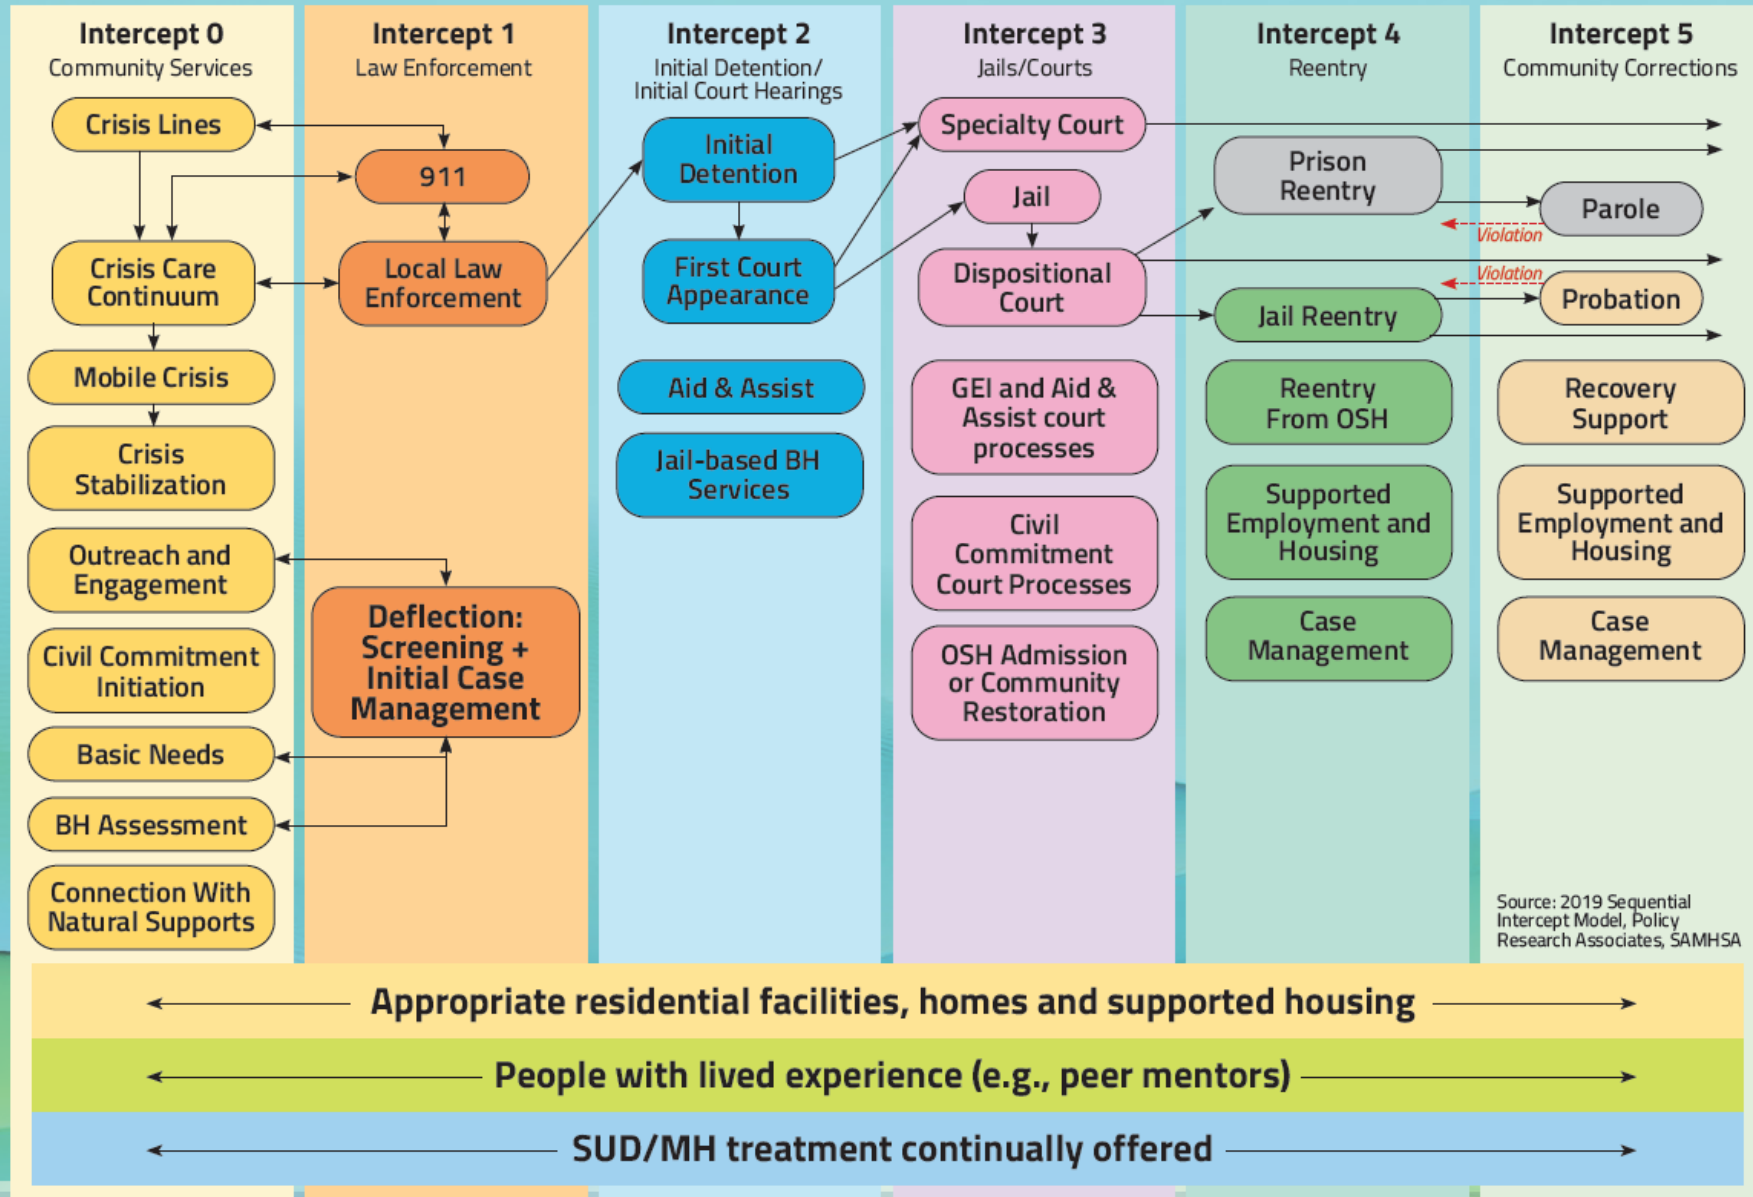 Intercept 0
Community Services
Crisis Lines
Crisis Care
Continuum
Mobile Crisis
Crisis
Stabilization
Outreach and
Engagement
Civil Commitment
Initiation
Basic Needs
BH Assessment
Connection With
Natural Supports
Intercept 1
Law Enforcement
911
Local Law
Enforcement
Deflection:
Screening +
Initial Case
Management
Intercept 2
Initial Detention/
Initial Court Hearings
Initial
Detention
First Court
Appearance
Aid & Assist
Jail-based BH
Services
Intercept 3
Jails/Courts
Specialty Court
Jail
Dispositional
Court
GEI and Aid &
Assist court
processes
Civil
Commitment
Court Processes
OSH Admission
or Community
Restoration
Intercept 4
Reentry
Prison
Reentry
Jail Reentry
Reentry
From OSH
Supported
Employment and
Housing
Case
Management
Intercept 5
Community Corrections
Parole
Violation
Violation
Probation
Recovery
Support
Supported
Employment and
Housing
Case
Management
Source: 2019 Sequential
Intercept Model, Policy
Research Associates, SAMHSA
Appropriate residential facilities, homes and supported housing
People with lived experience (e.g., peer mentors)
SUD/MH treatment continually offered